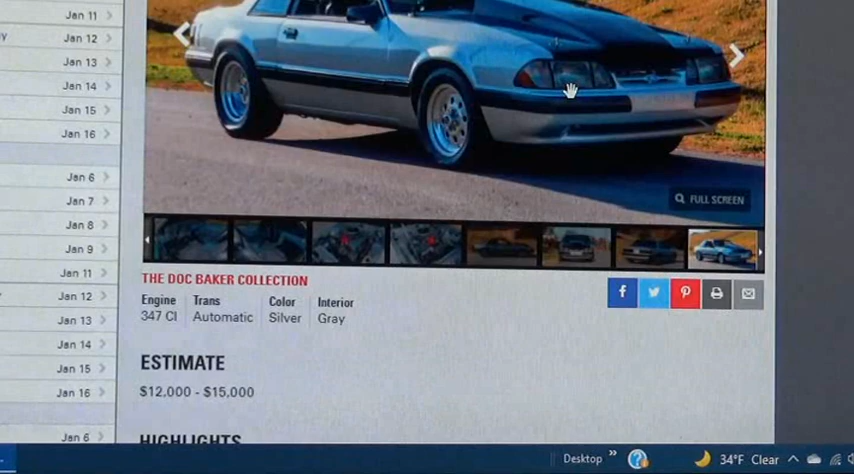 Jan 11
Jan 12
Jan 13
Jan 14
Jan 15
Jan 16
Jan 6
Jan 7
Jan 8
Jan 9
Jan 11
Jan 12
Jan 13
Jan 14
Jan 15
Jan 16
Jan 6
FULL SCREEN
THE DOC BAKER COLLECTION
Engine Trans Color Interior
347 CI Automatic Silver Gray
ESTIMATE
$12,000 - $15,000
HIGHLIGHTS
Desktop
34°F Clear